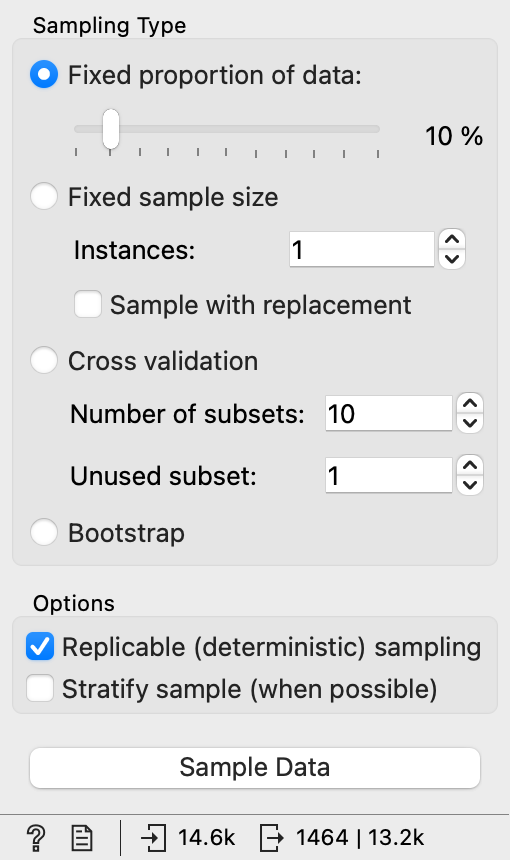 Sampling Type
Fixed proportion of data:
10 %
Fixed sample size
Instances: 1
Sample with replacement
Cross validation
Number of subsets: 10
Unused subset: 1
Bootstrap
Options
Replicable (deterministic) sampling
Stratify sample (when possible)
Sample Data
? 14.6k 1464 | 13.2k